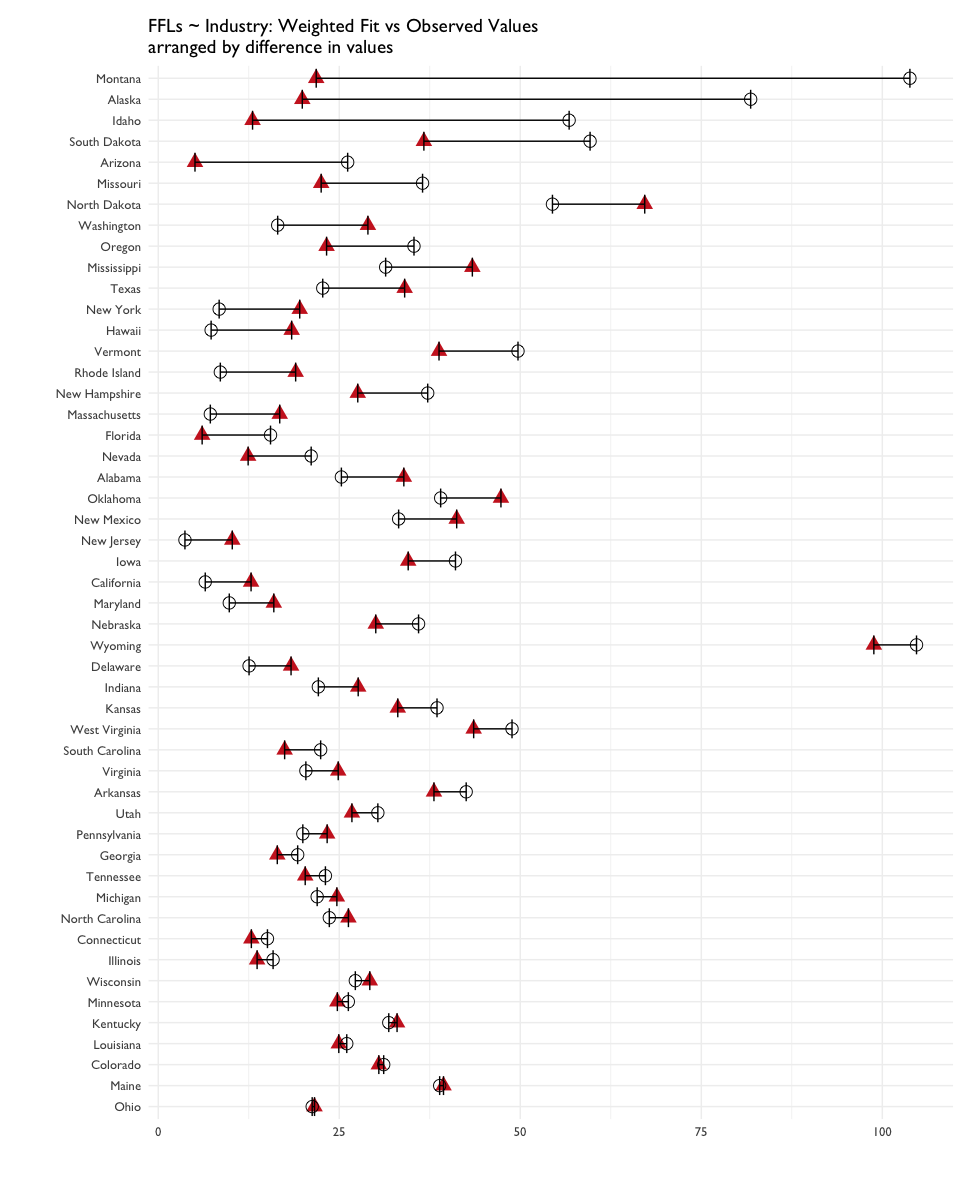 FFLs ~ Industry: Weighted Fit vs Observed Values
arranged by difference in values
Montana
Alaska
Idaho
South Dakota
Arizona
Missouri
North Dakota
Washington
Oregon
Mississippi
Texas
New York
Hawaii
Vermont
Rhode Island
New Hampshire
Massachusetts
Florida
Nevada
Alabama
Oklahoma
New Mexico
New Jersey
Iowa
California
Maryland
Nebraska
Wyoming
Delaware
Indiana
Kansas
West Virginia
South Carolina
Virginia
Arkansas
Utah
Pennsylvania
Georgia
Tennessee
Michigan
North Carolina
Connecticut
Illinois
Wisconsin
Minnesota
Kentucky
Louisiana
Colorado
Maine
Ohio
0 25 50 75 100